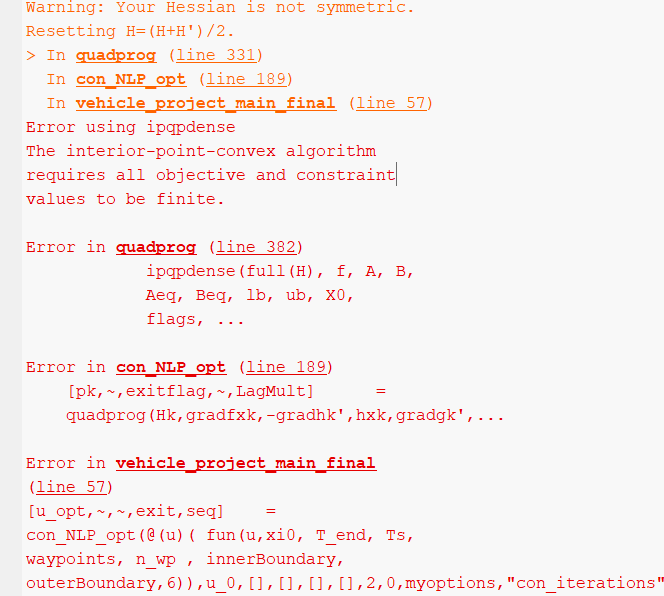 Warning: Your Hessian is not symmetric.
Resetting H=(H+H')/2.
> In quadprog (line 331)
In con_NLP_opt (line 189)
In vehicle_project_main_final (line 57)
Error using ipqpdense
The interior-point-convex algorithm
requires all objective and constraint
values to be finite.
Error in quadprog (line 382)
ipqpdense(full(H), f, A, B,
Aeq, Beq, lb, ub, X0,
flags, ...
Error in con_NLP_opt (line 189)
[pk,~,exitflag,~,LagMult] =
quadprog(Hk,gradfxk,-gradhk',hxk,gradgk',...
Error in vehicle_project_main_final
(line 57)
[u_opt,~,~,exit,seq] =
con_NLP_opt(@(u)( fun(u,xi0, T_end, Ts,
waypoints, n_wp , innerBoundary,
outerBoundary,6)),u_0,[],[],[],[],2,0,myoptions,"con_iterations"